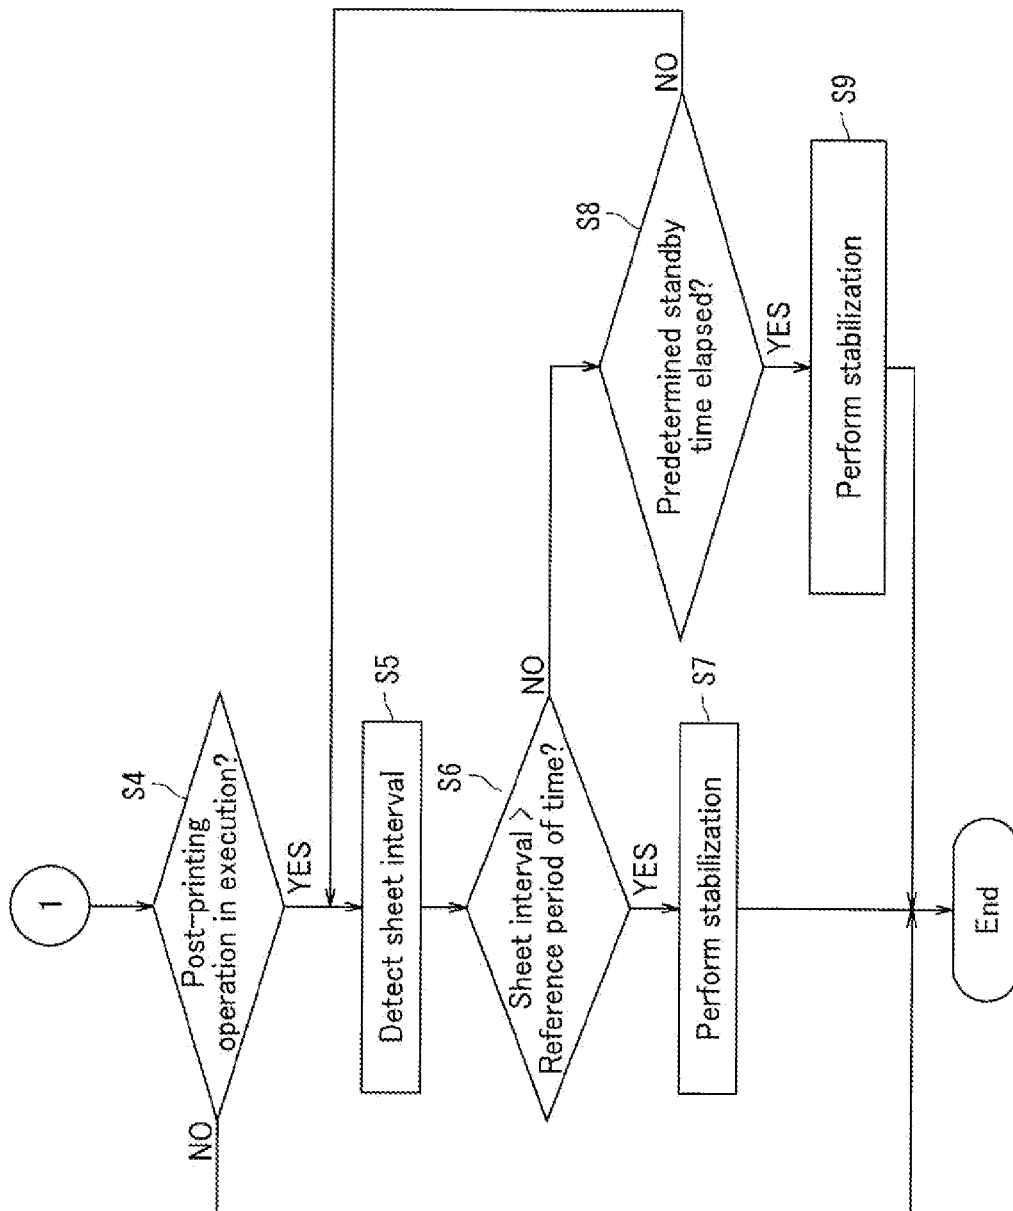 1
S4
Post-printing
operation in execution?
NO
YES
S5
Detect sheet interval
S6
Sheet interval >
Reference period of time?
NO
YES
S7
Perform stabilization
S8
Predetermined standby
time elapsed?
NO
YES
S9
Perform stabilization
End